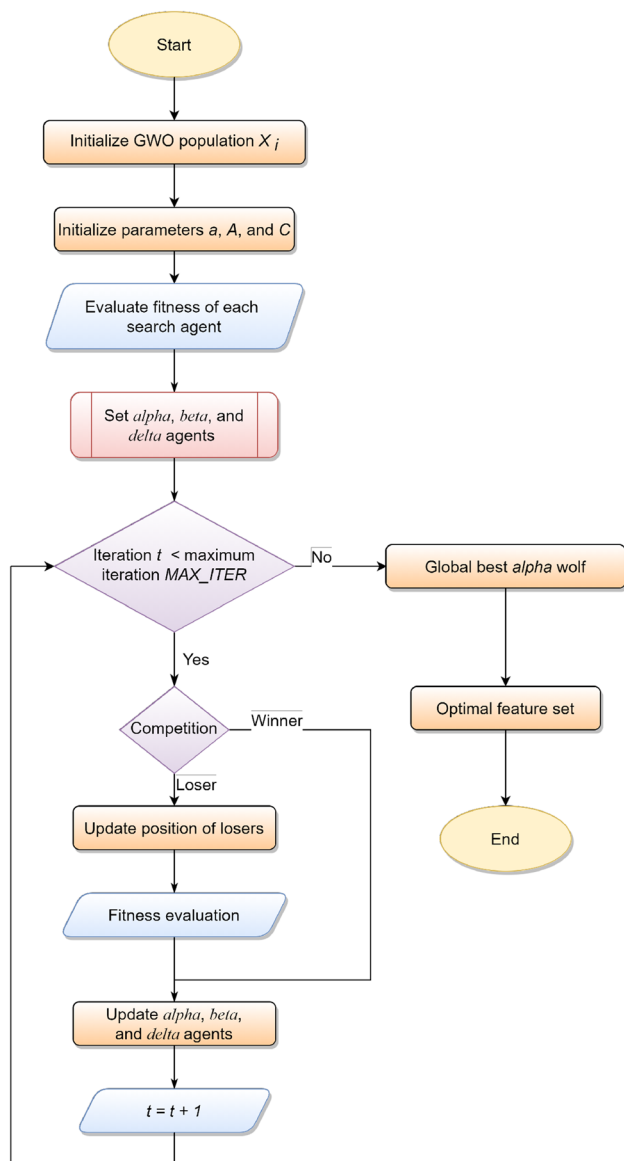 Start
Initialize GWO population X i
Initialize parameters a, A, and C
Evaluate fitness of each
search agent
Set alpha, beta, and
delta agents
Iteration t < maximum
iteration MAX_ITER
No
Global best alpha wolf
Optimal feature set
End
Yes
Competition
Winner
Loser
Update position of losers
Fitness evaluation
Update alpha, beta,
and delta agents
t = t + 1